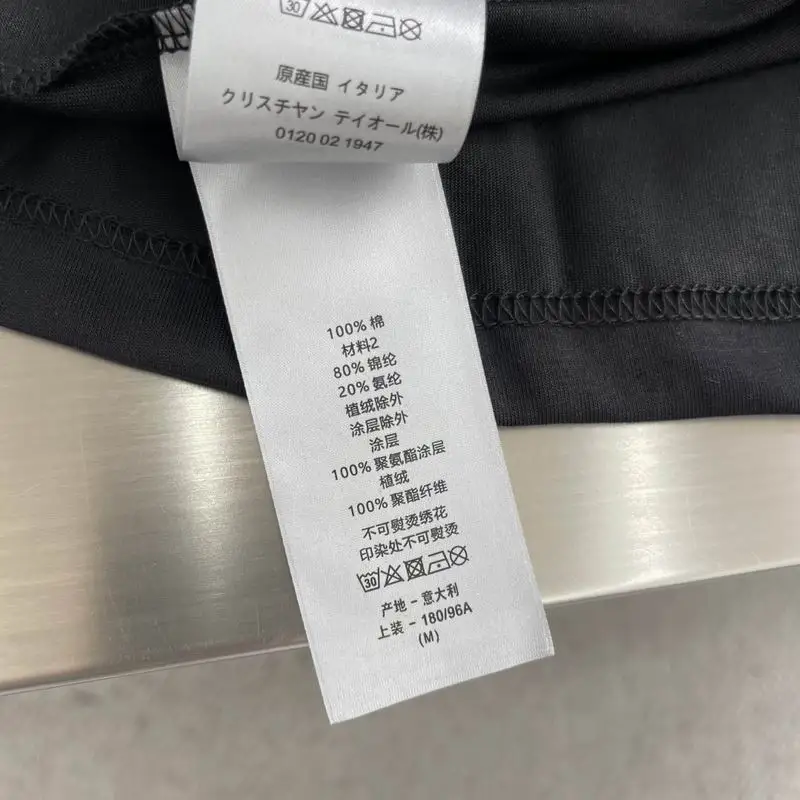 30
原産国 イタリア
クリスチャン ディオール(株)
0120 02 1947
100% 棉
材料2
80% 锦纶
20% 氨纶
植绒除外
涂层除外
涂层
100% 聚氨酯涂层
植绒
100% 聚酯纤维
不可熨烫绣花
印染处不可熨烫
30
产地 - 意大利
上装 - 180/96A
(M)